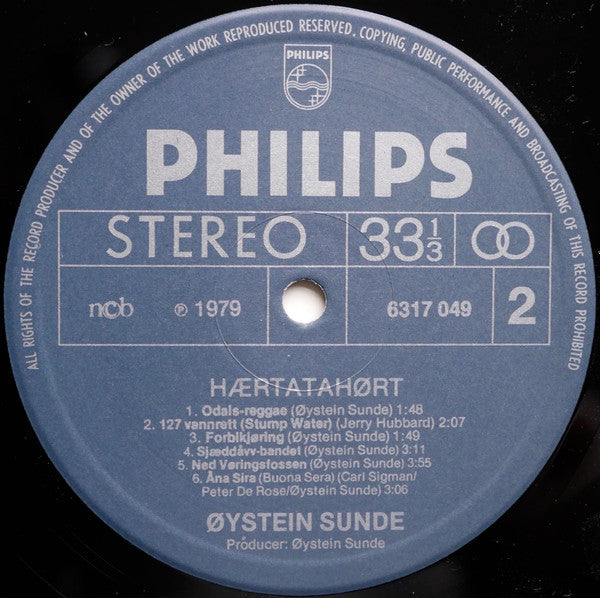 ALL RIGHTS OF THE RECORD PRODUCER AND OF THE OWNER OF THE WORK REPRODUCED RESERVED. COPYING, PUBLIC PERFORMANCE AND BROADCASTING OF THIS RECORD PROHIBITED
PHILIPS
PHILIPS
STEREO 33 1/3
ncb ℗ 1979 6317 049 2
HÆRTATAHØRT
1. Odals-reggae (Øystein Sunde) 1:48
2. 127 vannrett (Stump Water) (Jerry Hubbard) 2:07
3. Forbikjøring (Øystein Sunde) 1:49
4. Sjæddåvv-bandet (Øystein Sunde) 3:11
5. Ned Vøringsfossen (Øystein Sunde) 3:55
6. Åna Sira (Buona Sera) (Carl Sigman/
Peter De Rose/Øystein Sunde) 3:06
ØYSTEIN SUNDE
Producer: Øystein Sunde